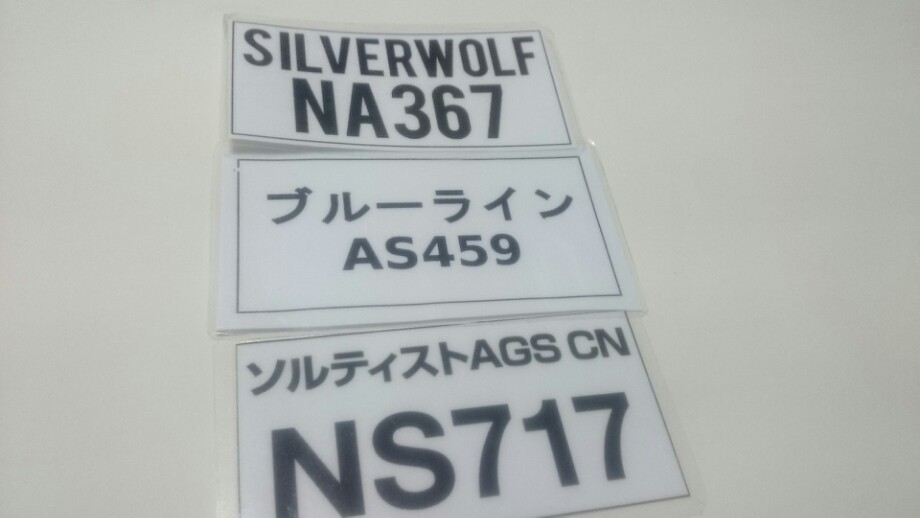 SILVERWOLF
NA367
ブルーライン
AS459
ソルティストAGS CN
NS717